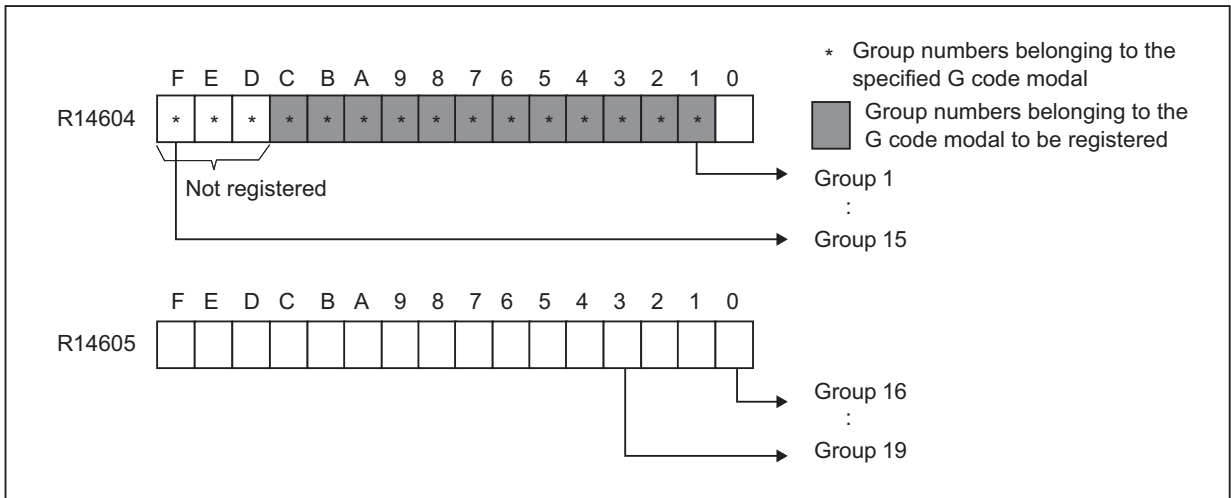 * Group numbers belonging to the
specified G code modal
Group numbers belonging to the
G code modal to be registered
F E D C B A 9 8 7 6 5 4 3 2 1 0
R14604 * * * * * * * * * * * * * * *
Not registered
Group 1
:
Group 15
F E D C B A 9 8 7 6 5 4 3 2 1 0
R14605
Group 16
:
Group 19